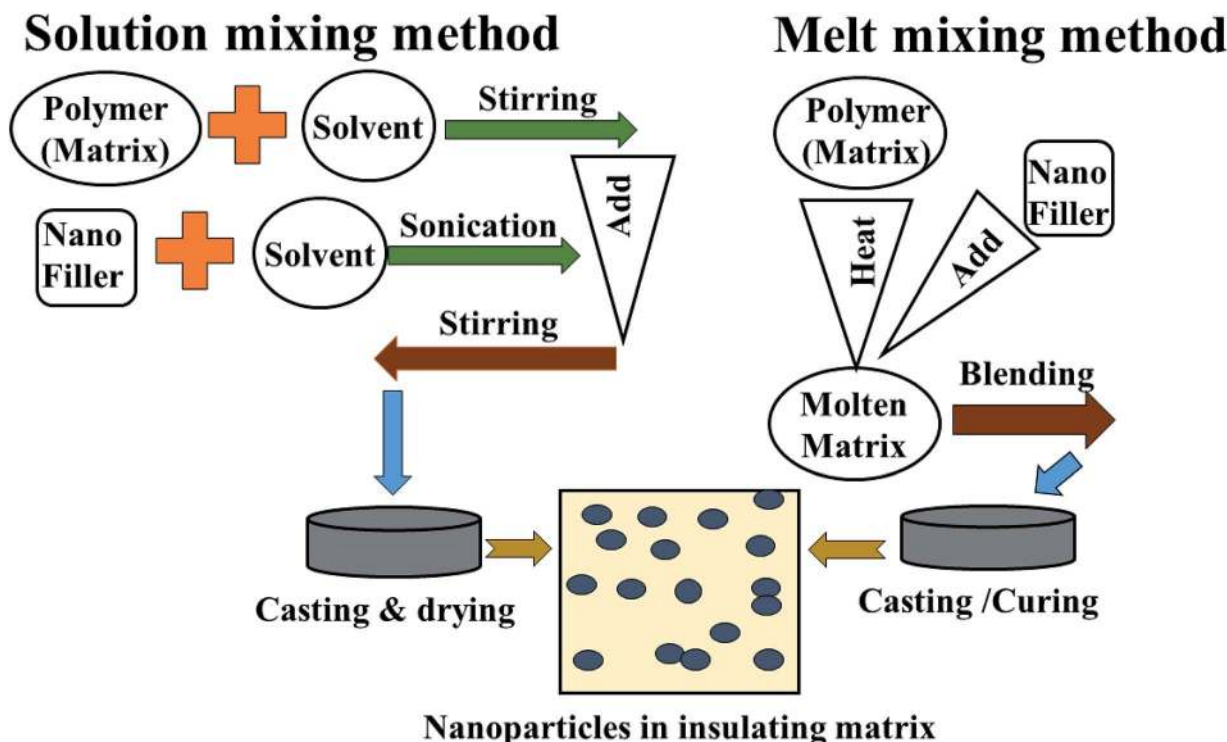 Solution mixing method
Polymer
(Matrix)
Solvent
Stirring
Nano
Filler
Solvent
Sonication
Add
Stirring
Casting & drying
Melt mixing method
Polymer
(Matrix)
Nano
Filler
Heat
Add
Molten
Matrix
Blending
Casting /Curing
Nanoparticles in insulating matrix